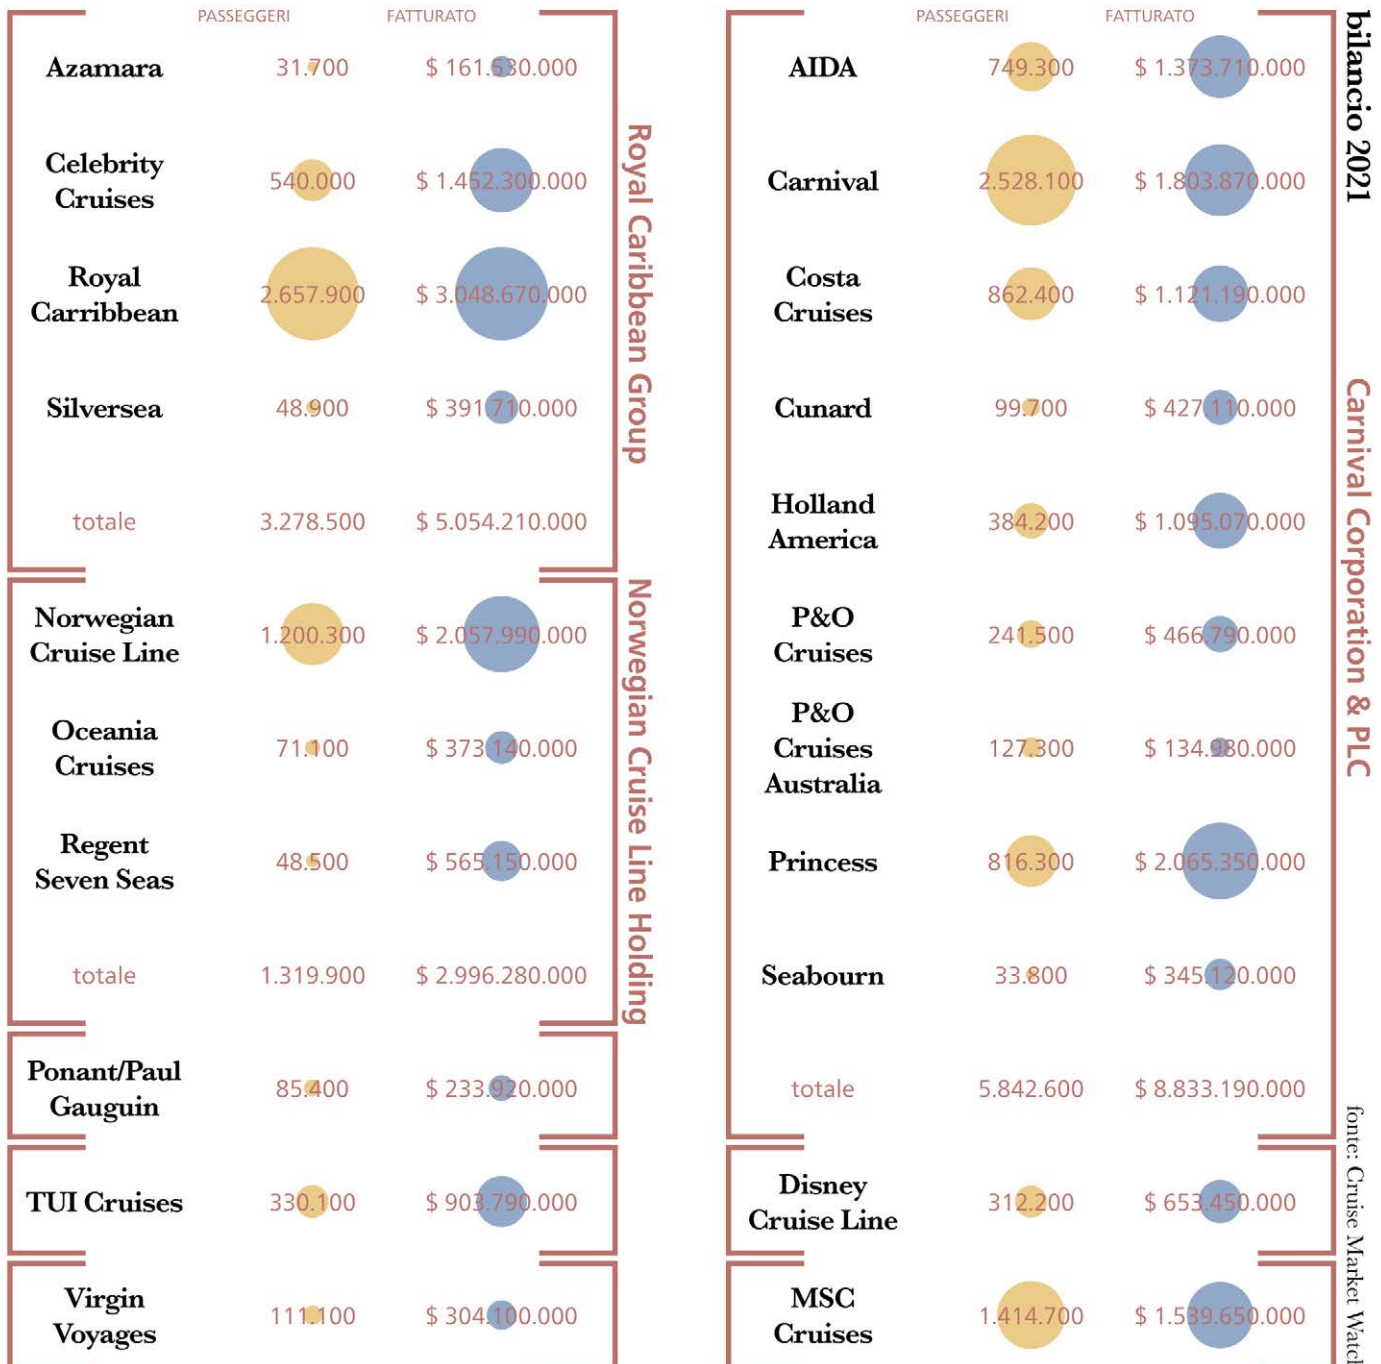 PASSEGGERI FATTURATO
Azamara 31.700 $ 161.530.000
Celebrity
Cruises 540.000 $ 1.452.300.000
Royal
Carribbean 2.657.900 $ 3.048.670.000
Silversea 48.900 $ 391.710.000
totale 3.278.500 $ 5.054.210.000
Royal Caribbean Group
Norwegian
Cruise Line 1.200.300 $ 2.057.990.000
Oceania
Cruises 71.100 $ 373.140.000
Regent
Seven Seas 48.500 $ 565.150.000
totale 1.319.900 $ 2.996.280.000
Norwegian Cruise Line Holding
Ponant/Paul
Gauguin 85.400 $ 233.920.000
TUI Cruises 330.100 $ 903.790.000
Virgin
Voyages 111.100 $ 304.100.000
PASSEGGERI FATTURATO
AIDA 749.300 $ 1.373.710.000
Carnival 2.528.100 $ 1.803.870.000
Costa
Cruises 862.400 $ 1.121.190.000
Cunard 99.700 $ 427.110.000
Holland
America 384.200 $ 1.095.070.000
P&O
Cruises 241.500 $ 466.790.000
P&O
Cruises 127.300 $ 134.980.000
Australia
Princess 816.300 $ 2.065.350.000
Seabourn 33.800 $ 345.120.000
totale 5.842.600 $ 8.833.190.000
Carnival Corporation & PLC
Disney
Cruise Line 312.200 $ 653.450.000
MSC
Cruises 1.414.700 $ 1.539.650.000
bilancio 2021
fonte: Cruise Market Watch